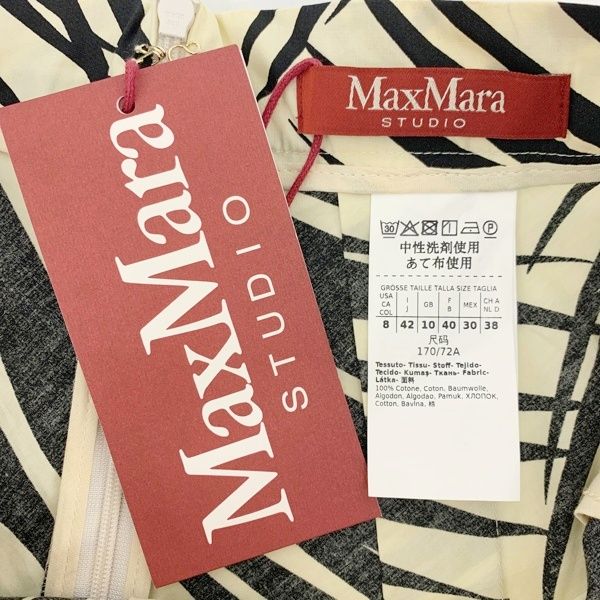 MaxMara
STUDIO
MaxMara
STUDIO
30 P
中性洗剤使用
あて布使用
GROSSE TAILLE TALLA SIZE TAGLIA
USA CA COL I J GB F B MEX CH A NL D
8 42 10 40 30 38
尺码
170/72A
Tessuto- Tissu- Stoff- Tejido-
Tecido- Kumaş- Ткань- Fabric-
Látka- 面料
100% Cotone, Coton, Baumwolle,
Algodon, Algodao, Pamuk, ХЛОПОК,
Cotton, Bavlna, 棉